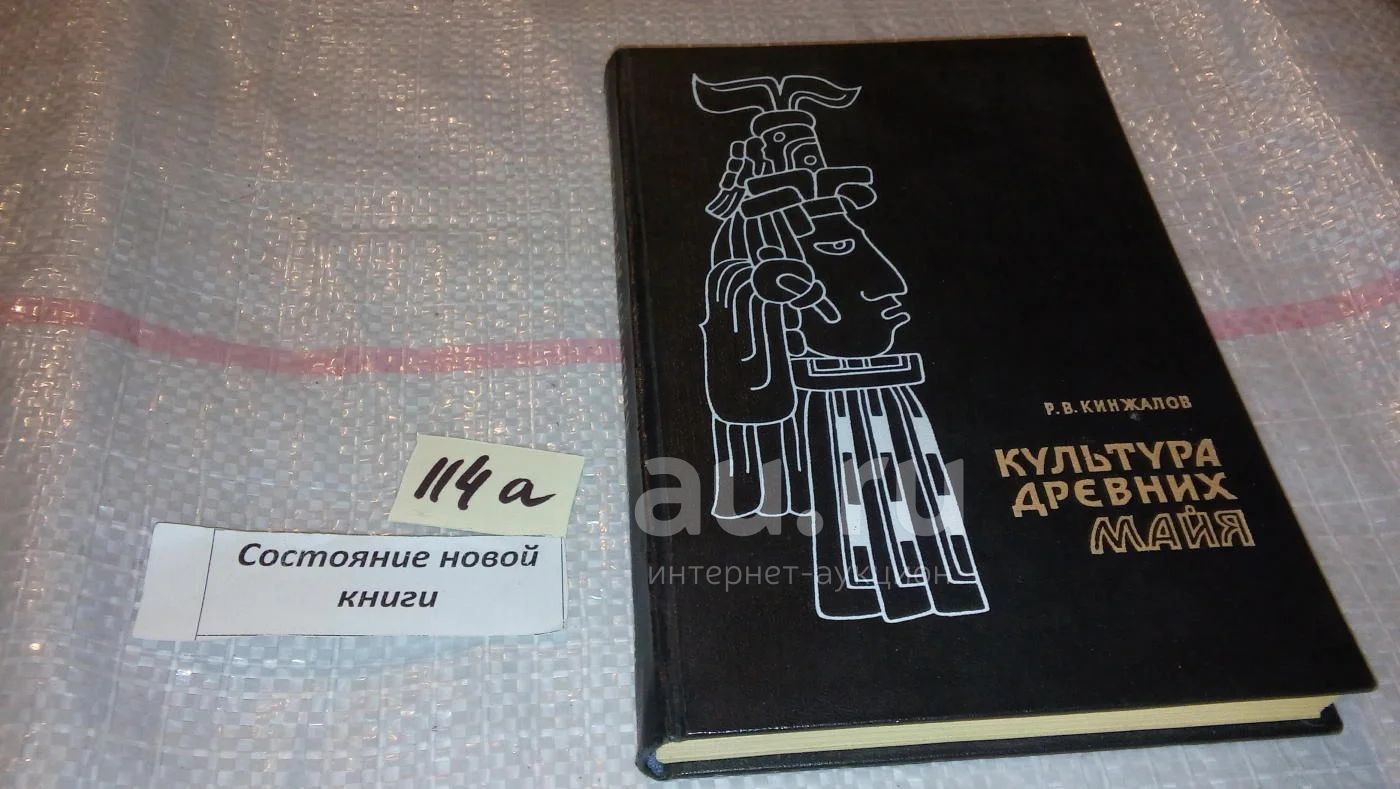 Р.В.КИНЖАЛОВ
КУЛЬТУРА
ДРЕВНИХ
МАЙЯ
114а
Состояние новой
книги
au.ru
интернет-аукцион